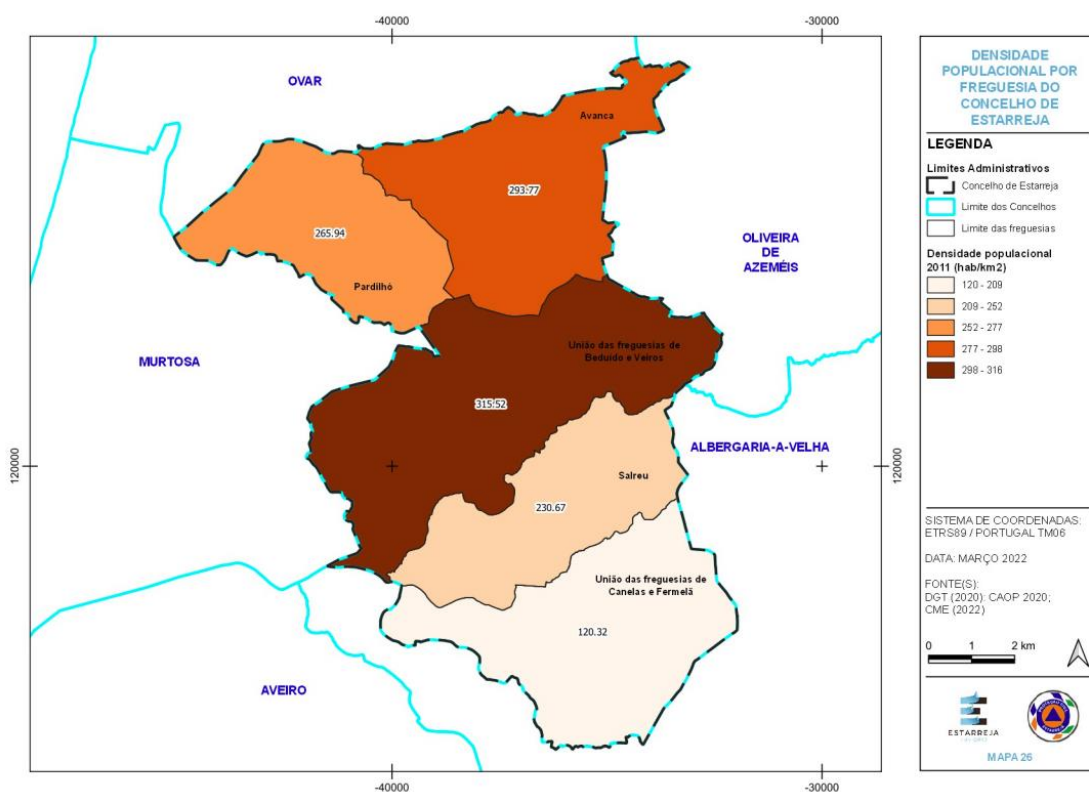 -40000
-30000
OVAR
Avanca
293.77
265.94
Pardilhó
OLIVEIRA
DE
AZEMÉIS
MURTOSA
União das freguesias de
Beduído e Veiros
315.52
ALBERGARIA-A-VELHA
120000
120000
Salreu
230.67
União das freguesias de
Canelas e Fermelã
120.32
AVEIRO
-40000
-30000
DENSIDADE
POPULACIONAL POR
FREGUESIA DO
CONCELHO DE
ESTARREJA
LEGENDA
Limites Administrativos
Concelho de Estarreja
Limite dos Concelhos
Limite das freguesias
Densidade populacional
2011 (hab/km2)
120 - 209
209 - 252
252 - 277
277 - 298
298 - 316
SISTEMA DE COORDENADAS:
ETRS89 / PORTUGAL TM06
DATA: MARÇO 2022
FONTE(S):
DGT (2020): CAOP 2020;
CME (2022)
0 1 2 km
ESTARREJA
MAPA 26